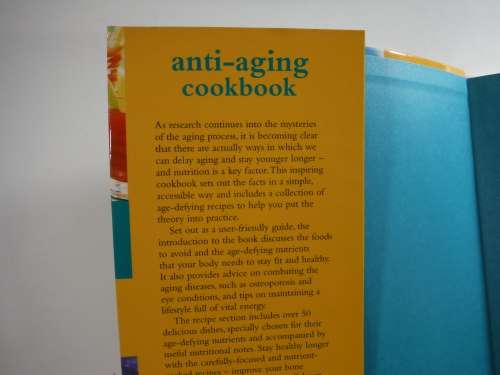 anti-aging
cookbook
As research continues into the mysteries
of the aging process, it is becoming clear
that there are actually ways in which we
can delay aging and stay younger longer –
and nutrition is a key factor. This inspiring
cookbook sets out the facts in a simple,
accessible way and includes a collection of
age-defying recipes to help you put the
theory into practice.
Set out as a user-friendly guide, the
introduction to the book discusses the foods
to avoid and the age-defying nutrients
that your body needs to stay fit and healthy.
It also provides advice on combating the
aging diseases, such as osteoporosis and
eye conditions, and tips on maintaining a
lifestyle full of vital energy.
The recipe section includes over 50
delicious dishes, specially chosen for their
age-defying nutrients and accompanied by
useful nutritional notes. Stay healthy longer
with the carefully-focused and nutrient-
packed recipes – improve your bone